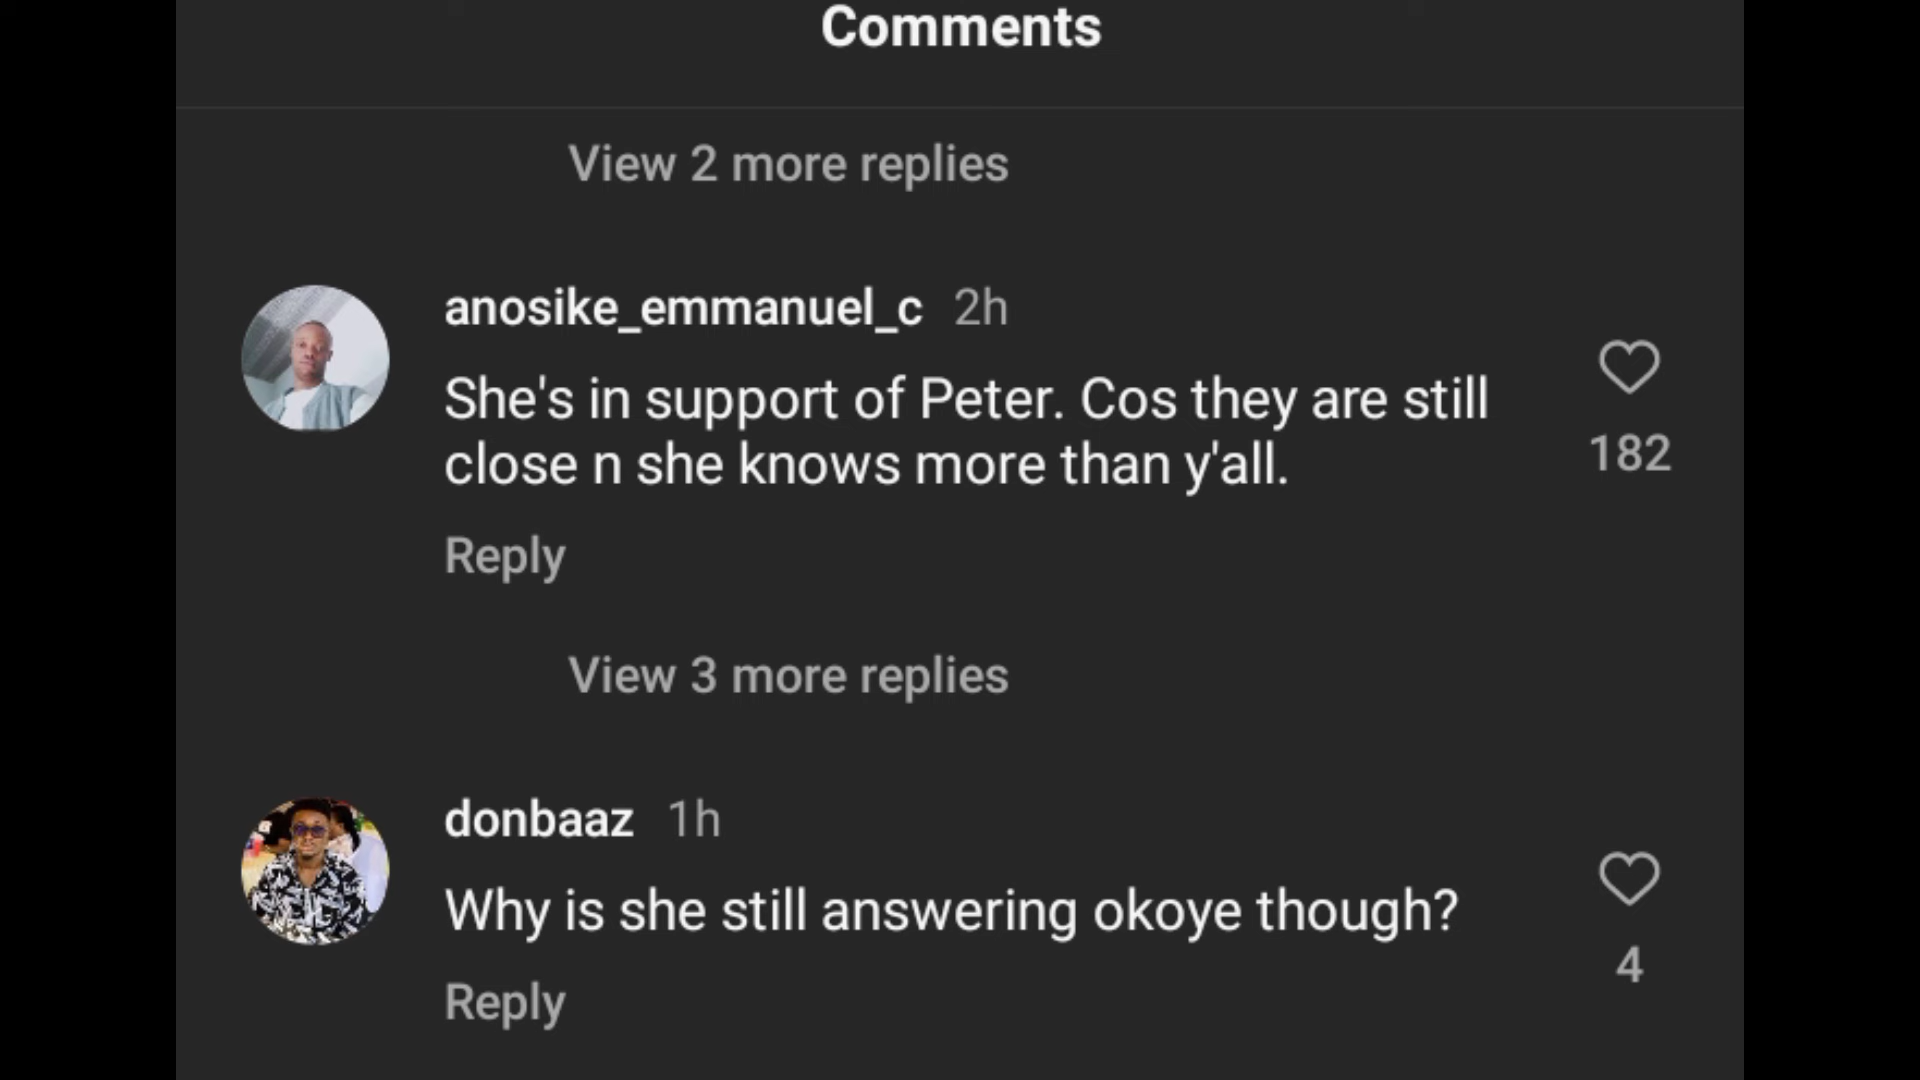 Comments
View 2 more replies
anosike_emmanuel_c 2h
She's in support of Peter. Cos they are still
close n she knows more than y'all.
182
Reply
View 3 more replies
donbaaz 1h
Why is she still answering okoye though?
4
Reply